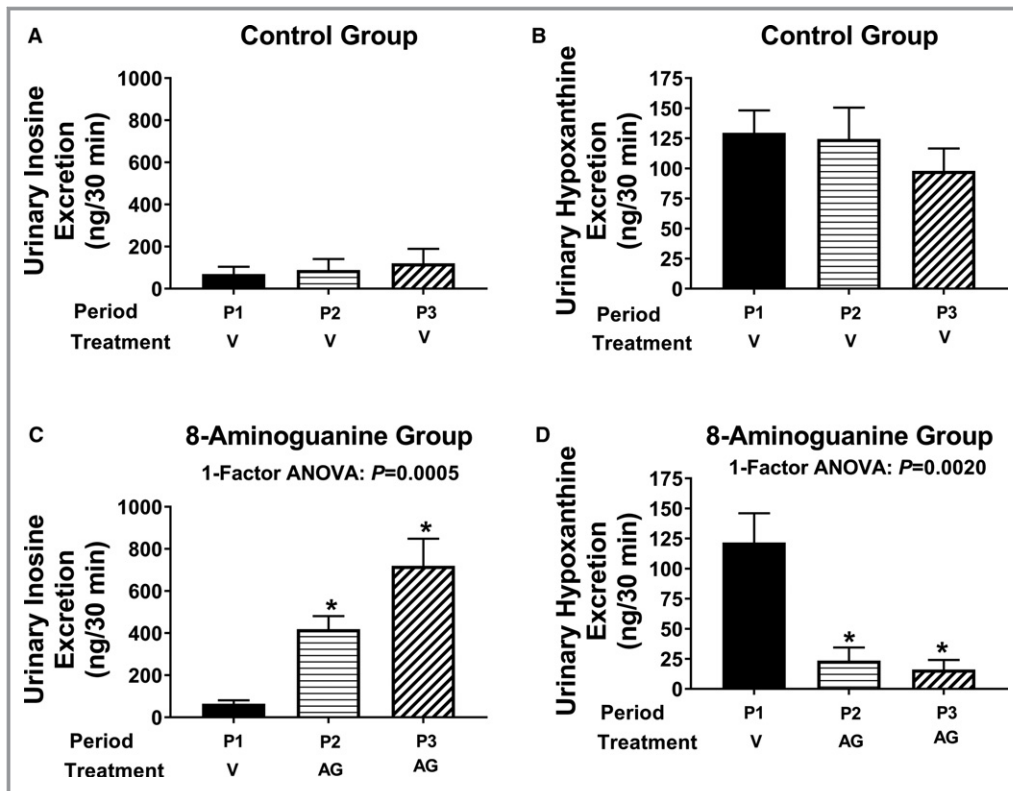 A
Control Group
Urinary Inosine
Excretion
(ng/30 min)
1000
800
600
400
200
0
Period P1 P2 P3
Treatment V V V
B
Control Group
Urinary Hypoxanthine
Excretion
(ng/30 min)
175
150
125
100
75
50
25
0
Period P1 P2 P3
Treatment V V V
C
8-Aminoguanine Group
1-Factor ANOVA: P=0.0005
Urinary Inosine
Excretion
(ng/30 min)
1000
800
600
400
200
0
* *
Period P1 P2 P3
Treatment V AG AG
D
8-Aminoguanine Group
1-Factor ANOVA: P=0.0020
Urinary Hypoxanthine
Excretion
(ng/30 min)
175
150
125
100
75
50
25
0
* *
Period P1 P2 P3
Treatment V AG AG